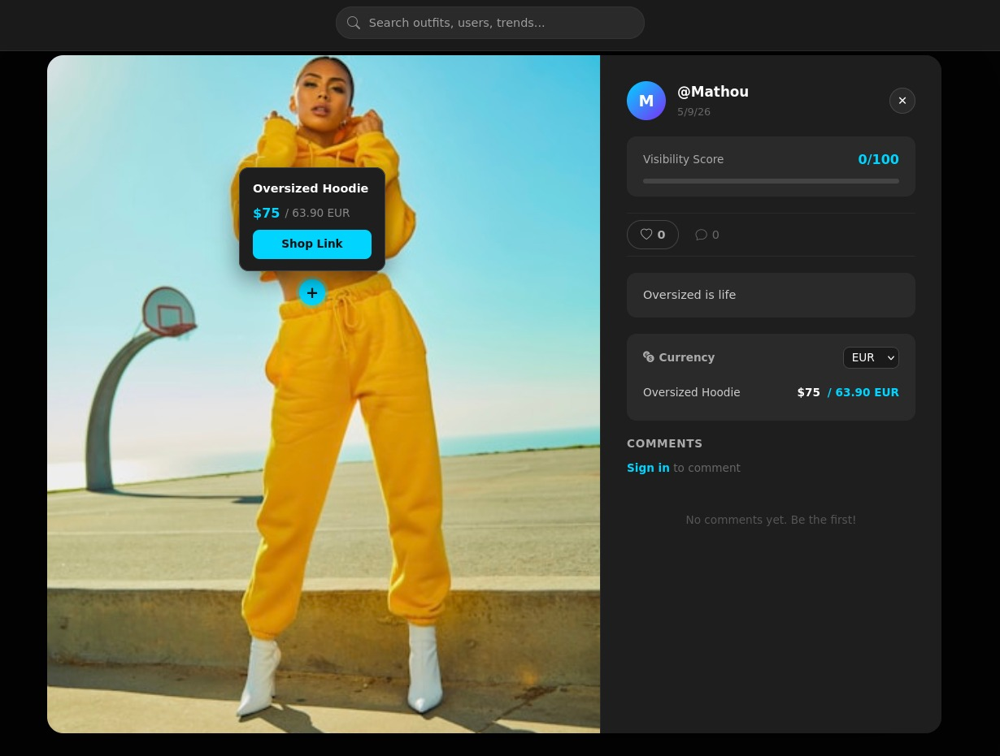 Search outfits, users, trends...
M
@Mathou
5/9/26
Visibility Score
0/100
0
0
Oversized is life
Currency
EUR
Oversized Hoodie
$75 / 63.90 EUR
COMMENTS
Sign in to comment
No comments yet. Be the first!
Oversized Hoodie
$75 / 63.90 EUR
Shop Link